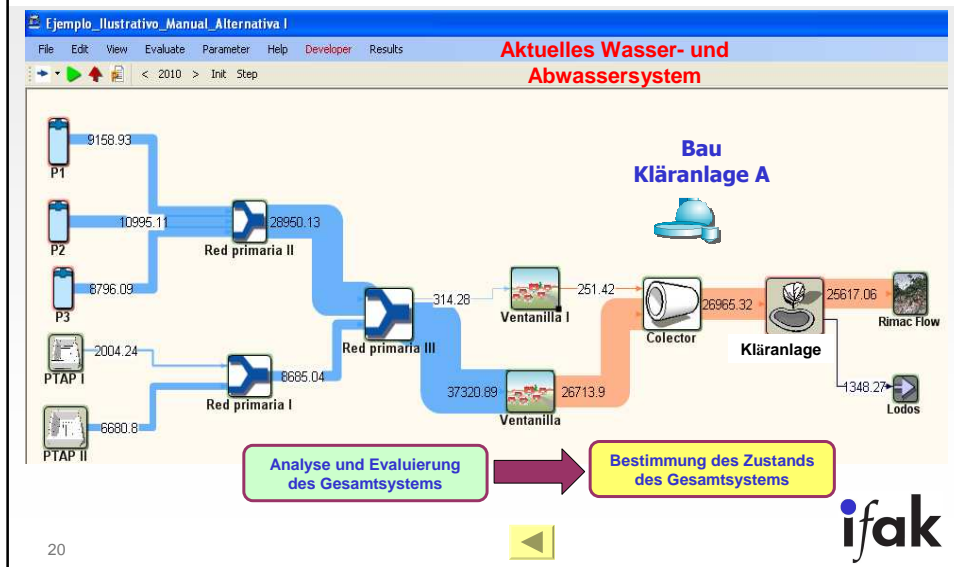 Ejemplo_Ilustrativo_Manual_Alternativa I
File Edit View Evaluate Parameter Help Developer Results
< 2010 > Init Step
Aktuelles Wasser- und
Abwassersystem
Bau
Kläranlage A
9158.93
P1
10995.11
P2
28950.13
Red primaria II
8796.09
P3
2004.24
PTAP I
8685.04
Red primaria I
6680.8
PTAP II
Red primaria III
314.28
Ventanilla I
251.42
37320.89
Ventanilla
26713.9
Colector
26965.32
Kläranlage
25617.06
Rimac Flow
1348.27
Lodos
Analyse und Evaluierung
des Gesamtsystems
Bestimmung des Zustands
des Gesamtsystems
20
ifak